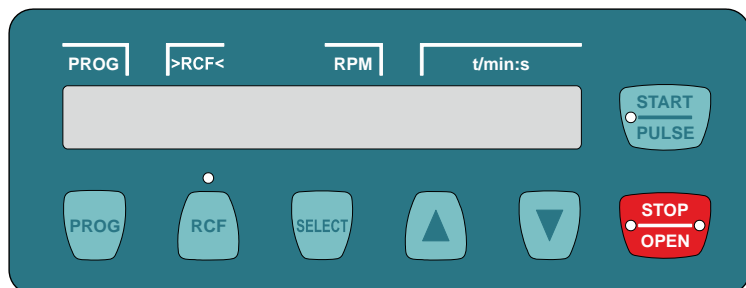 PROG >RCF< RPM t/min:s
START
PULSE
PROG RCF SELECT
STOP
OPEN